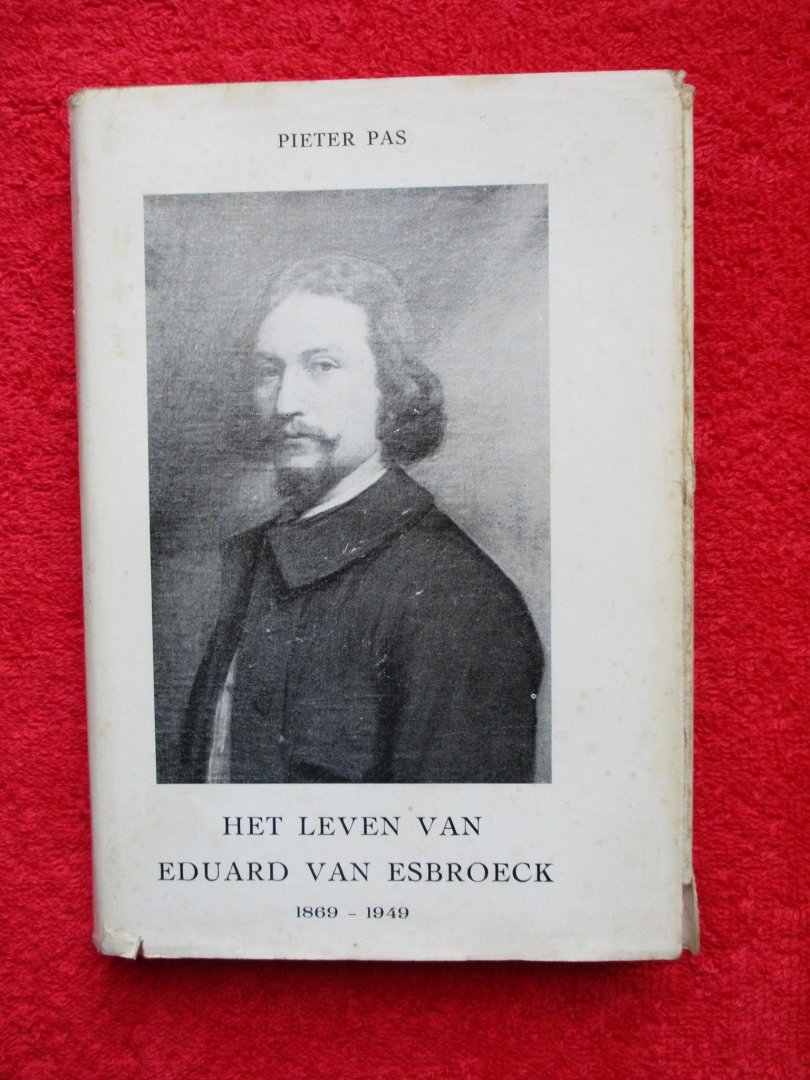 PIETER PAS
HET LEVEN VAN
EDUARD VAN ESBROECK
1869 - 1949